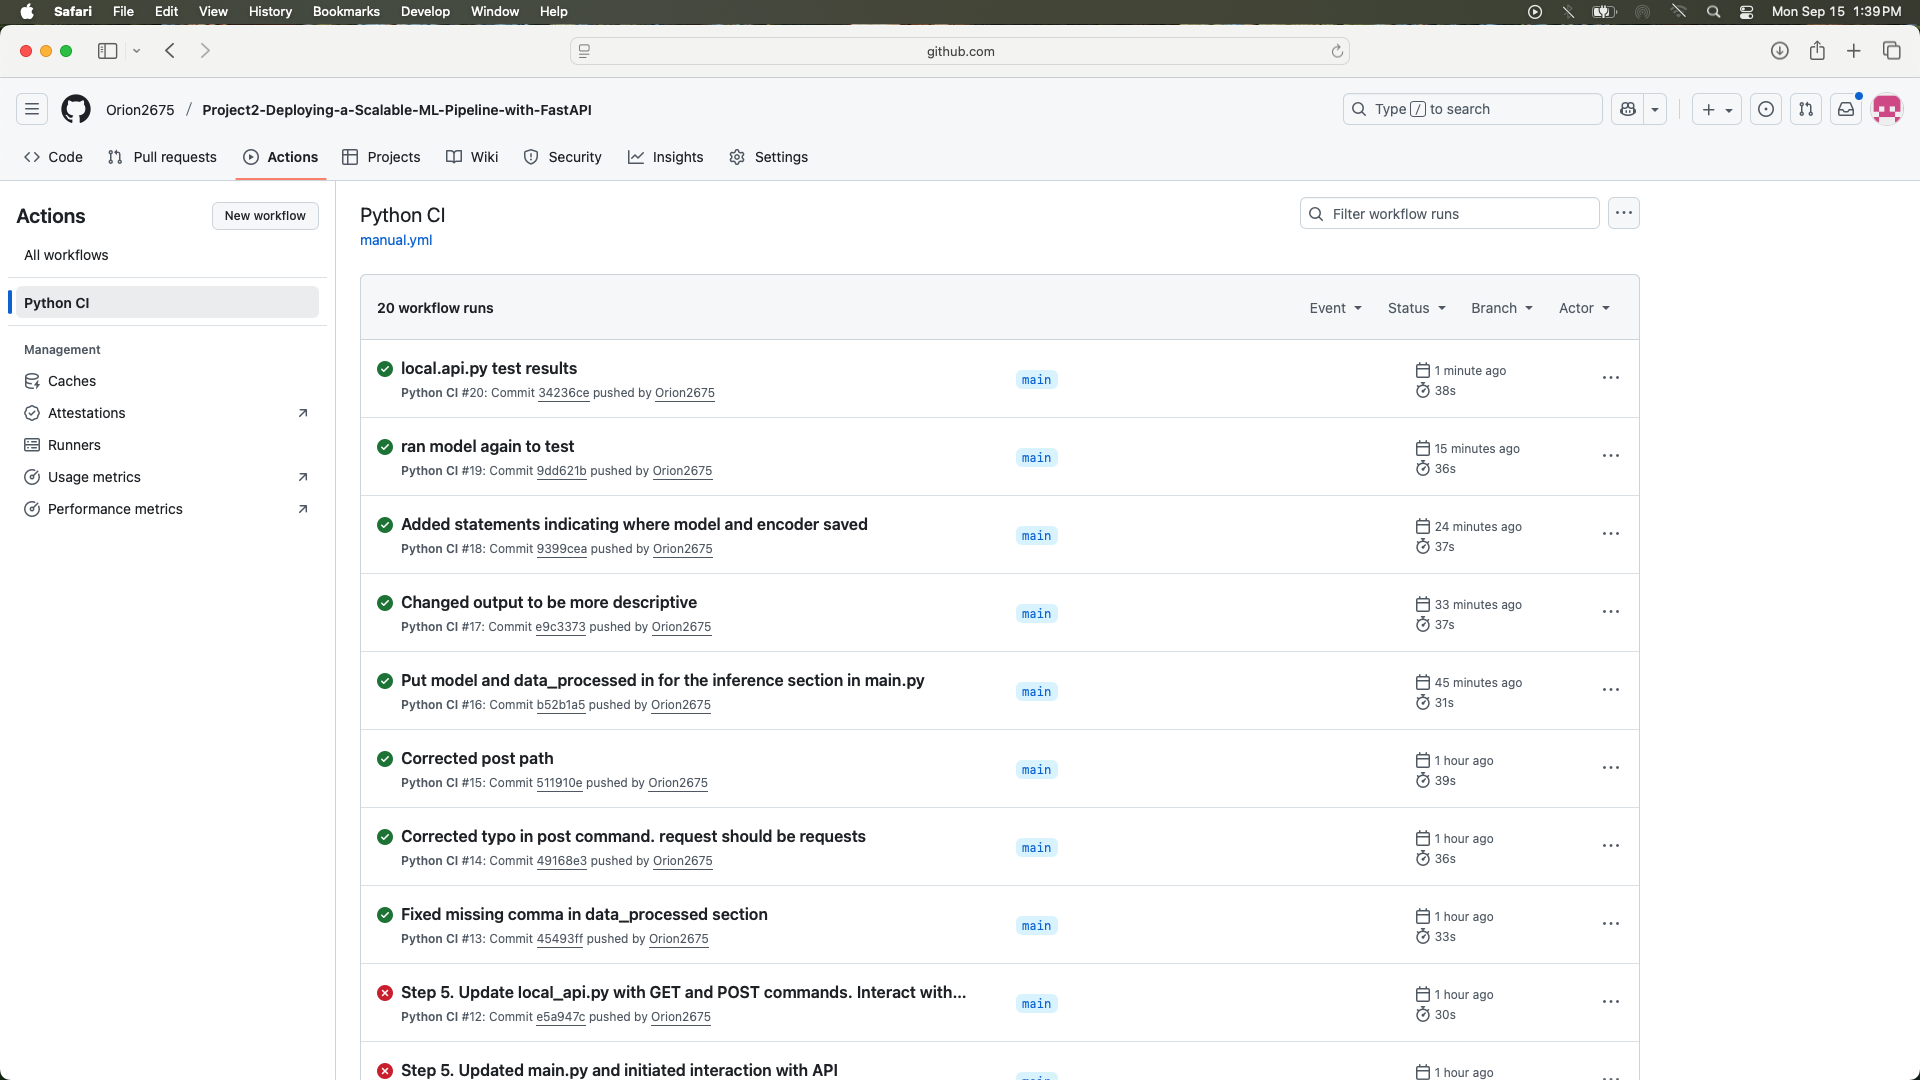 Safari File Edit View History Bookmarks Develop Window Help Mon Sep 15 1:39 PM
github.com
Orion2675 / Project2-Deploying-a-Scalable-ML-Pipeline-with-FastAPI Type / to search
Code Pull requests Actions Projects Wiki Security Insights Settings
Actions
New workflow
All workflows
Python CI
Management
Caches
Attestations
Runners
Usage metrics
Performance metrics
Python CI
manual.yml
Filter workflow runs
20 workflow runs Event Status Branch Actor
local.api.py test results
Python CI #20: Commit 34236ce pushed by Orion2675
main
1 minute ago
38s
ran model again to test
Python CI #19: Commit 9dd621b pushed by Orion2675
main
15 minutes ago
36s
Added statements indicating where model and encoder saved
Python CI #18: Commit 9399cea pushed by Orion2675
main
24 minutes ago
37s
Changed output to be more descriptive
Python CI #17: Commit e9c3373 pushed by Orion2675
main
33 minutes ago
37s
Put model and data_processed in for the inference section in main.py
Python CI #16: Commit b52b1a5 pushed by Orion2675
main
45 minutes ago
31s
Corrected post path
Python CI #15: Commit 511910e pushed by Orion2675
main
1 hour ago
39s
Corrected typo in post command. request should be requests
Python CI #14: Commit 49168e3 pushed by Orion2675
main
1 hour ago
36s
Fixed missing comma in data_processed section
Python CI #13: Commit 45493ff pushed by Orion2675
main
1 hour ago
33s
Step 5. Update local_api.py with GET and POST commands. Interact with...
Python CI #12: Commit e5a947c pushed by Orion2675
main
1 hour ago
30s
Step 5. Updated main.py and initiated interaction with API
1 hour ago